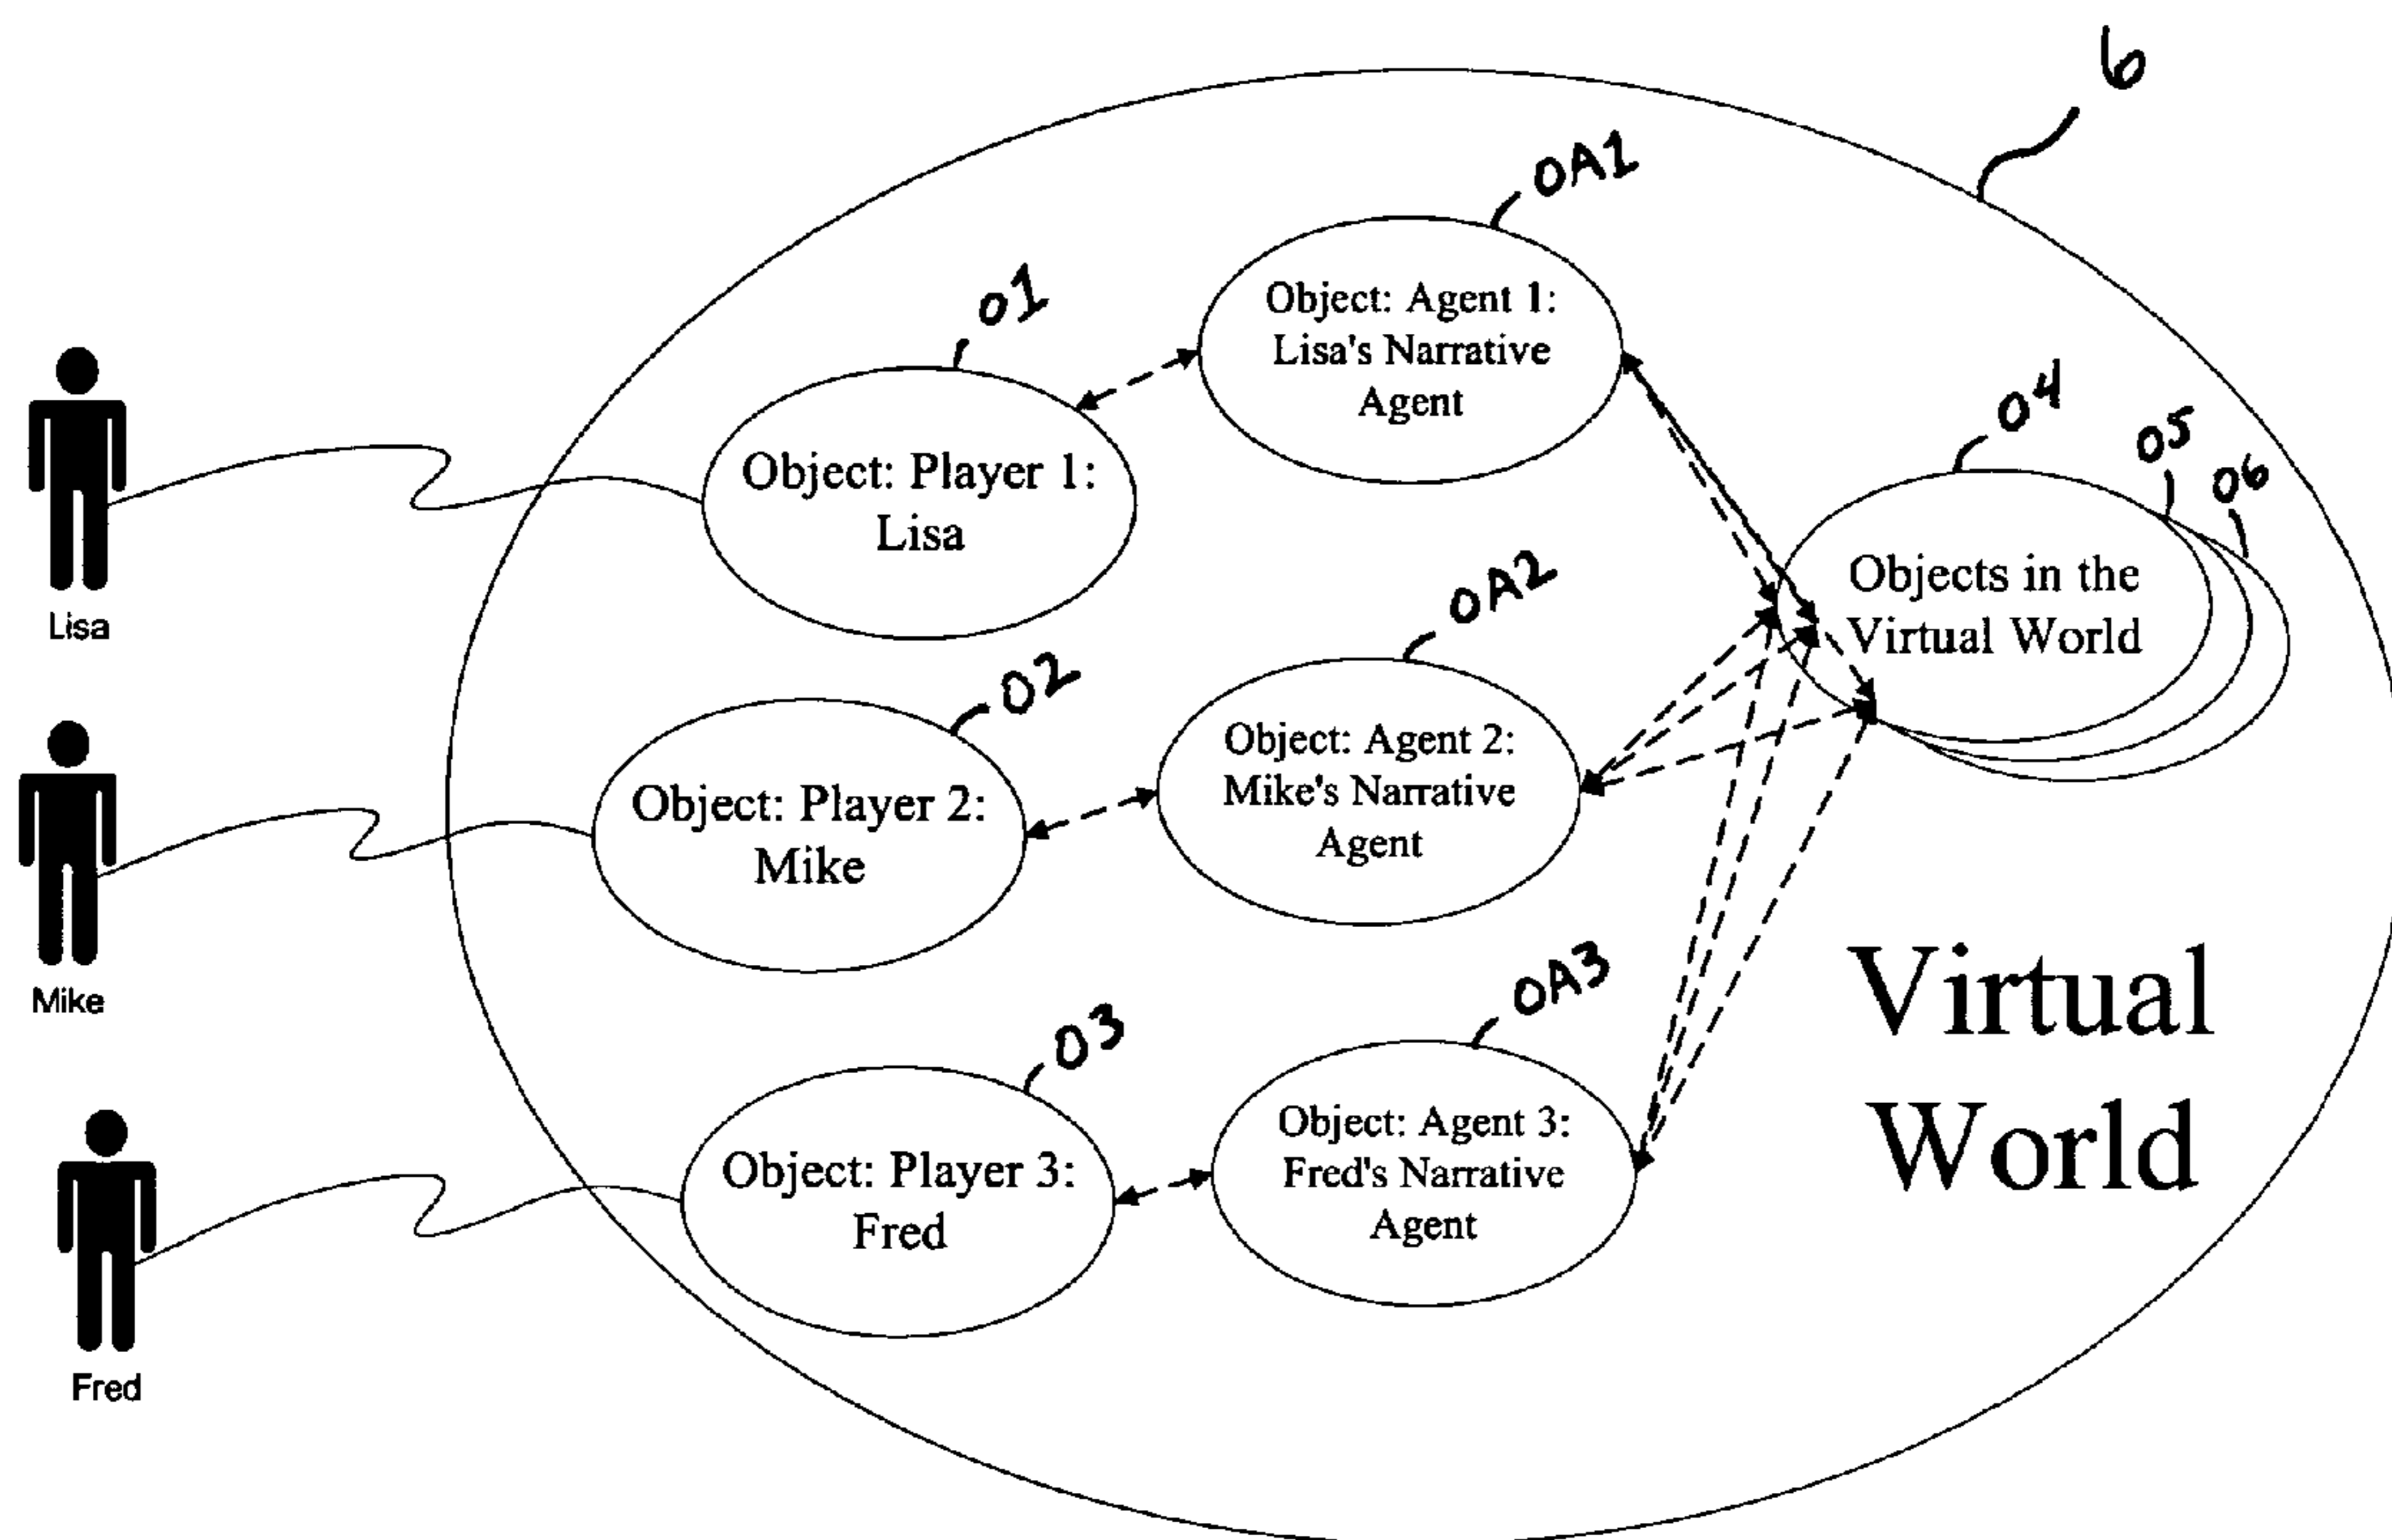 6
OA1
O1
Object: Agent 1:
Lisa's Narrative
Agent
O4
O5
O6
Object: Player 1:
Lisa
Lisa
Objects in the
Virtual World
OA2
O2
Object: Agent 2:
Mike's Narrative
Agent
Object: Player 2:
Mike
Mike
Virtual
World
OA3
O3
Object: Agent 3:
Fred's Narrative
Agent
Object: Player 3:
Fred
Fred